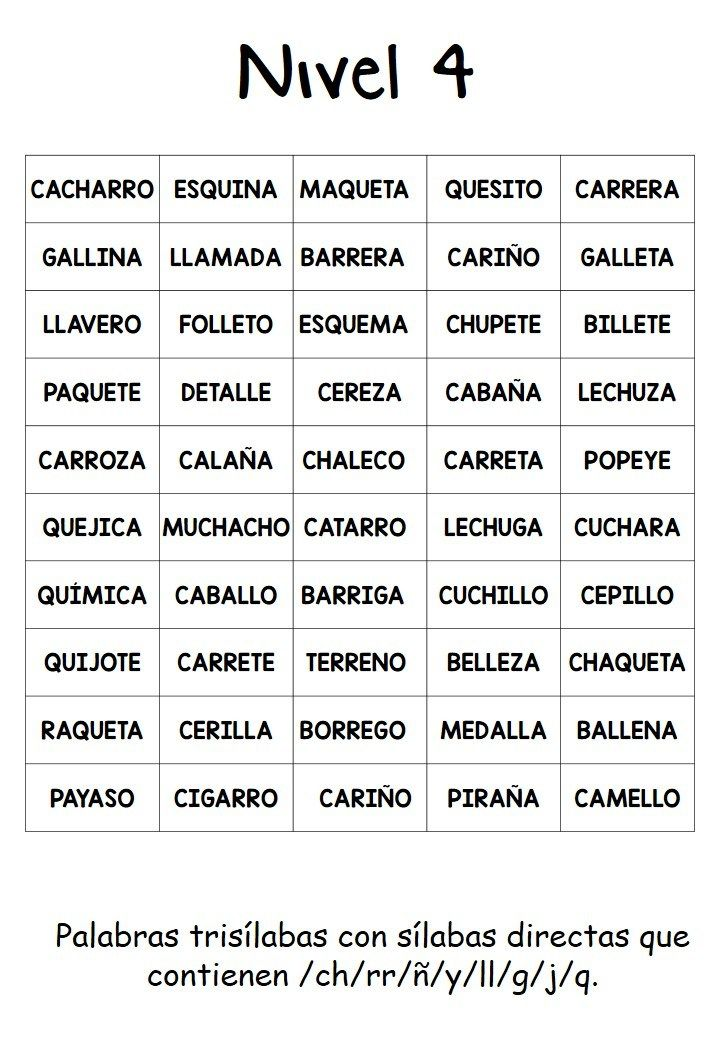 Nivel 4
CACHARRO ESQUINA MAQUETA QUESITO CARRERA
GALLINA LLAMADA BARRERA CARIÑO GALLETA
LLAVERO FOLLETO ESQUEMA CHUPETE BILLETE
PAQUETE DETALLE CEREZA CABAÑA LECHUZA
CARROZA CALAÑA CHALECO CARRETA POPEYE
QUEJICA MUCHACHO CATARRO LECHUGA CUCHARA
QUÍMICA CABALLO BARRIGA CUCHILLO CEPILLO
QUIJOTE CARRETE TERRENO BELLEZA CHAQUETA
RAQUETA CERILLA BORREGO MEDALLA BALLENA
PAYASO CIGARRO CARIÑO PIRAÑA CAMELLO
Palabras trisílabas con sílabas directas que
contienen /ch/rr/ñ/y/ll/g/j/q.